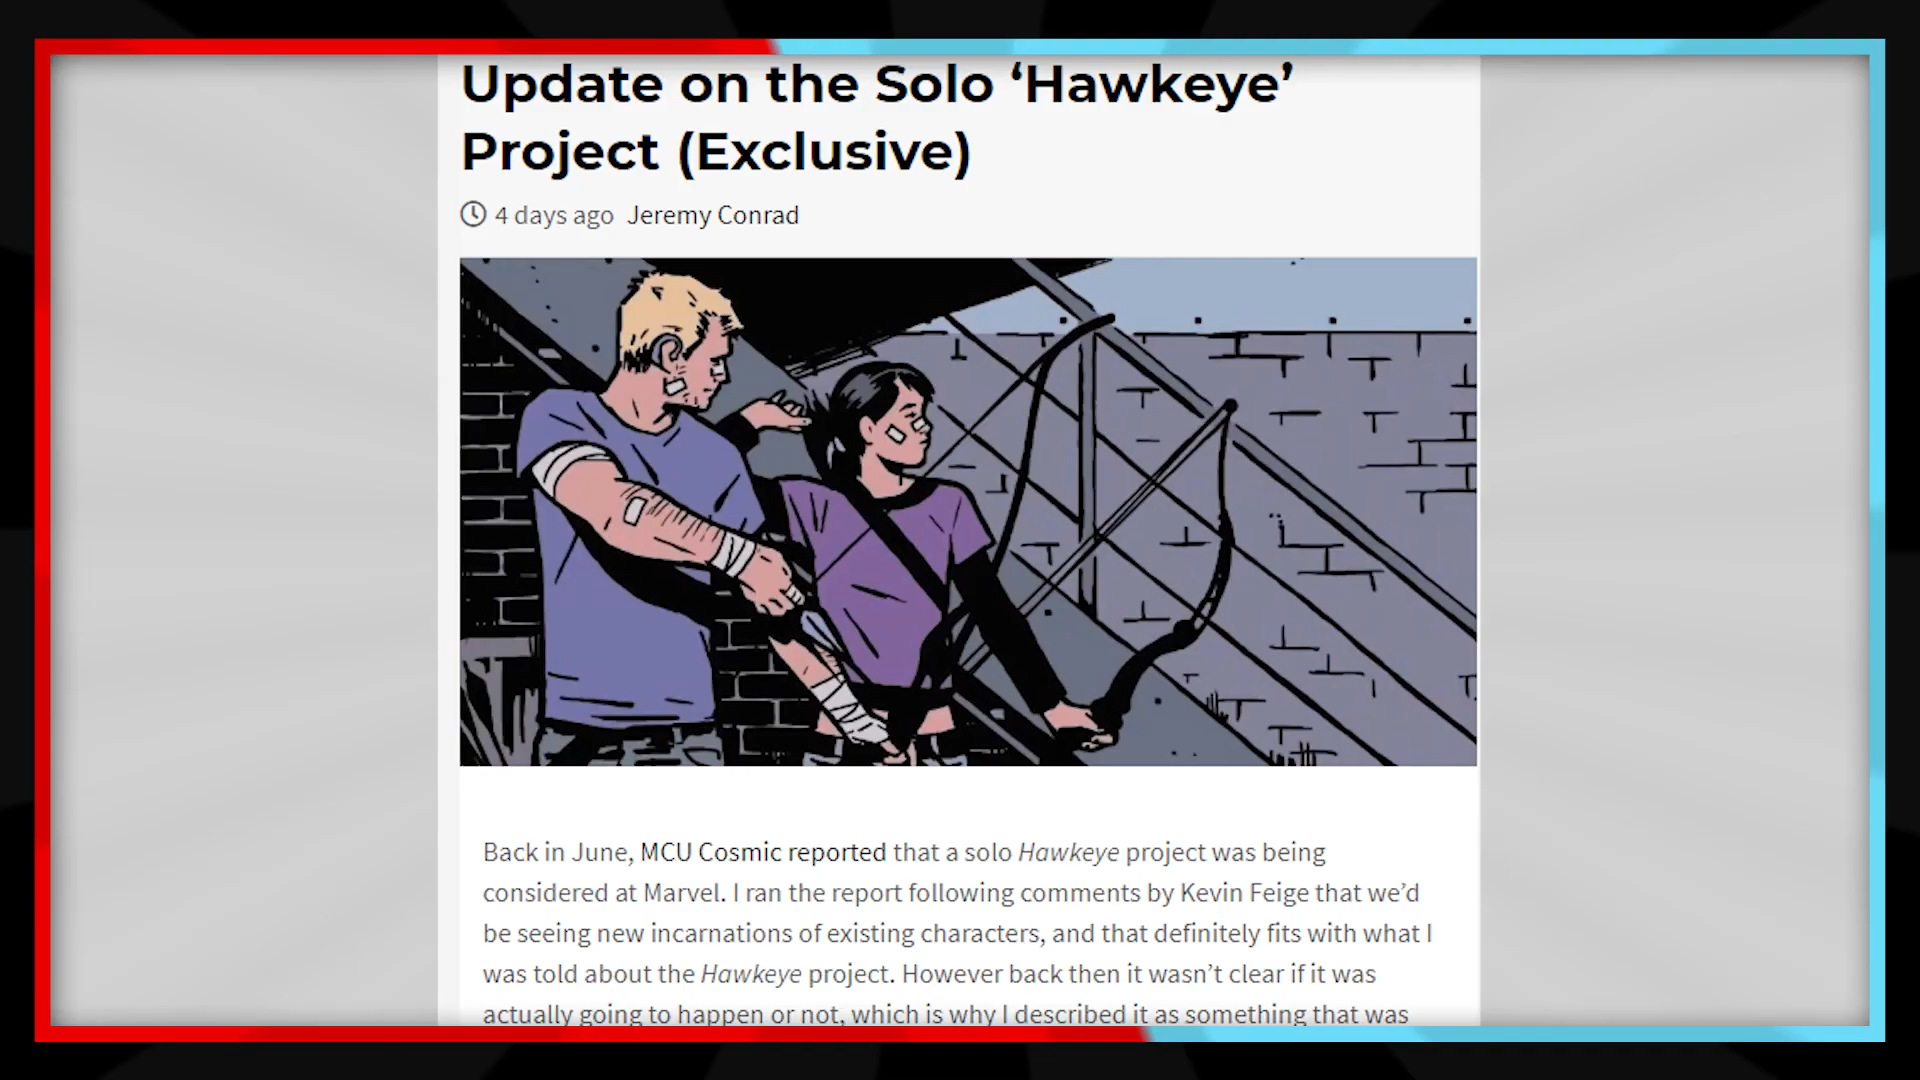 Update on the Solo ‘Hawkeye’
Project (Exclusive)
4 days ago Jeremy Conrad
Back in June, MCU Cosmic reported that a solo Hawkeye project was being
considered at Marvel. I ran the report following comments by Kevin Feige that we’d
be seeing new incarnations of existing characters, and that definitely fits with what I
was told about the Hawkeye project. However back then it wasn’t clear if it was
actually going to happen or not, which is why I described it as something that was